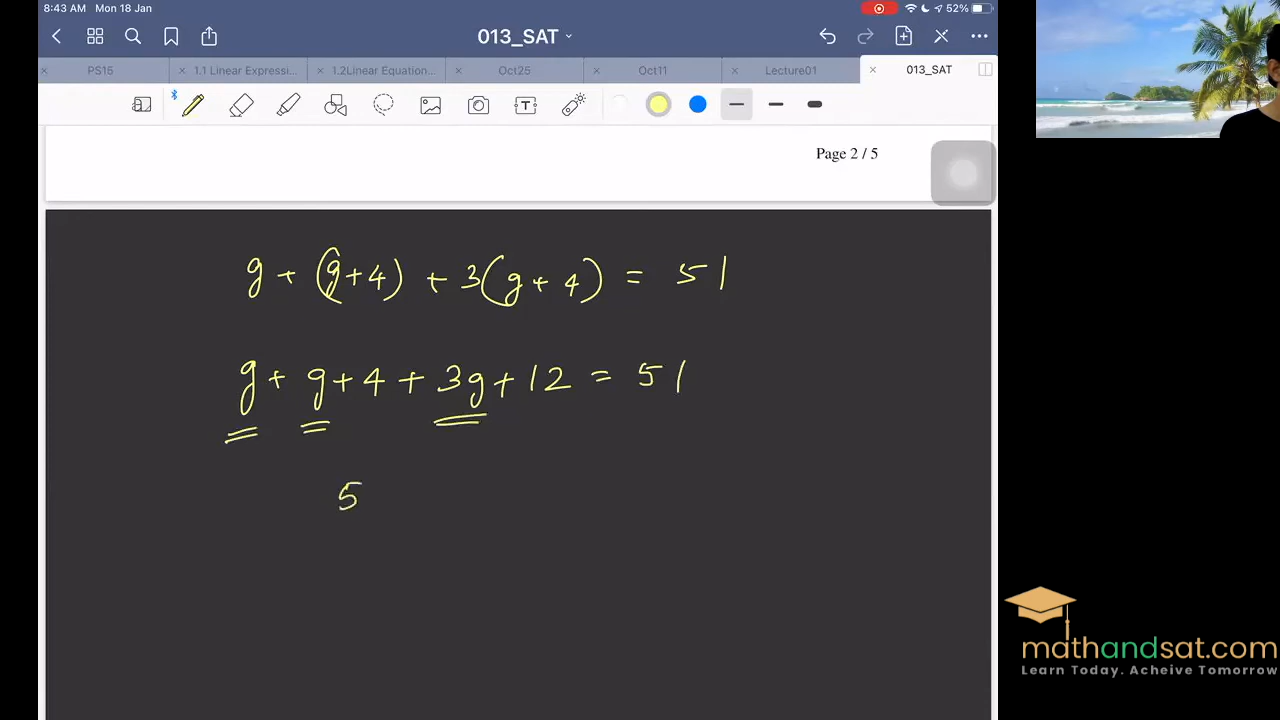 8:43 AM Mon 18 Jan
52%
013_SAT
PS15
1.1 Linear Expressi...
1.2Linear Equation...
Oct25
Oct11
Lecture01
013_SAT
T
Page 2 / 5
g + (g+4) + 3(g + 4) = 51
g + g + 4 + 3g + 12 = 51
5
mathandsat.com
Learn Today. Acheive Tomorrow